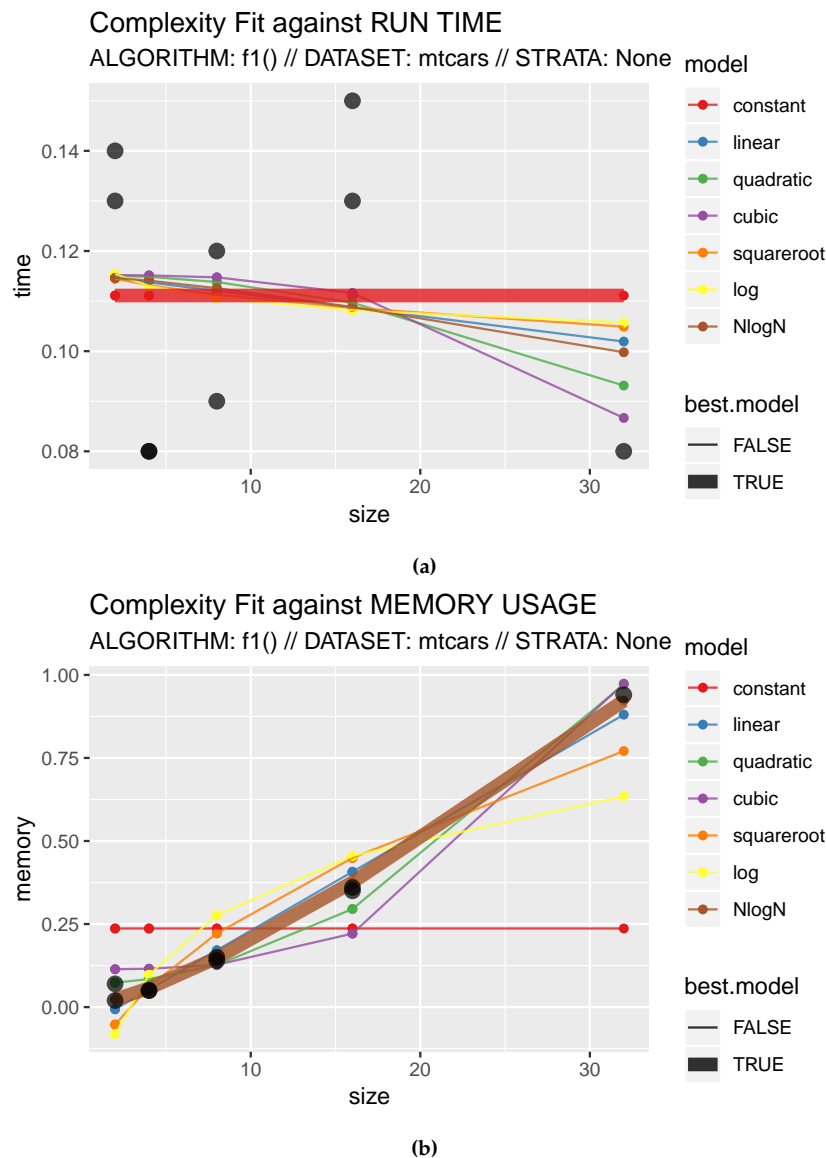 Complexity Fit against RUN TIME
ALGORITHM: f1() // DATASET: mtcars // STRATA: None
0.14
0.12
0.10
0.08
time
10
20
30
size
model
constant
linear
quadratic
cubic
squareroot
log
NlogN
best.model
FALSE
TRUE
(a)
Complexity Fit against MEMORY USAGE
ALGORITHM: f1() // DATASET: mtcars // STRATA: None
1.00
0.75
0.50
0.25
0.00
memory
10
20
30
size
model
constant
linear
quadratic
cubic
squareroot
log
NlogN
best.model
FALSE
TRUE
(b)